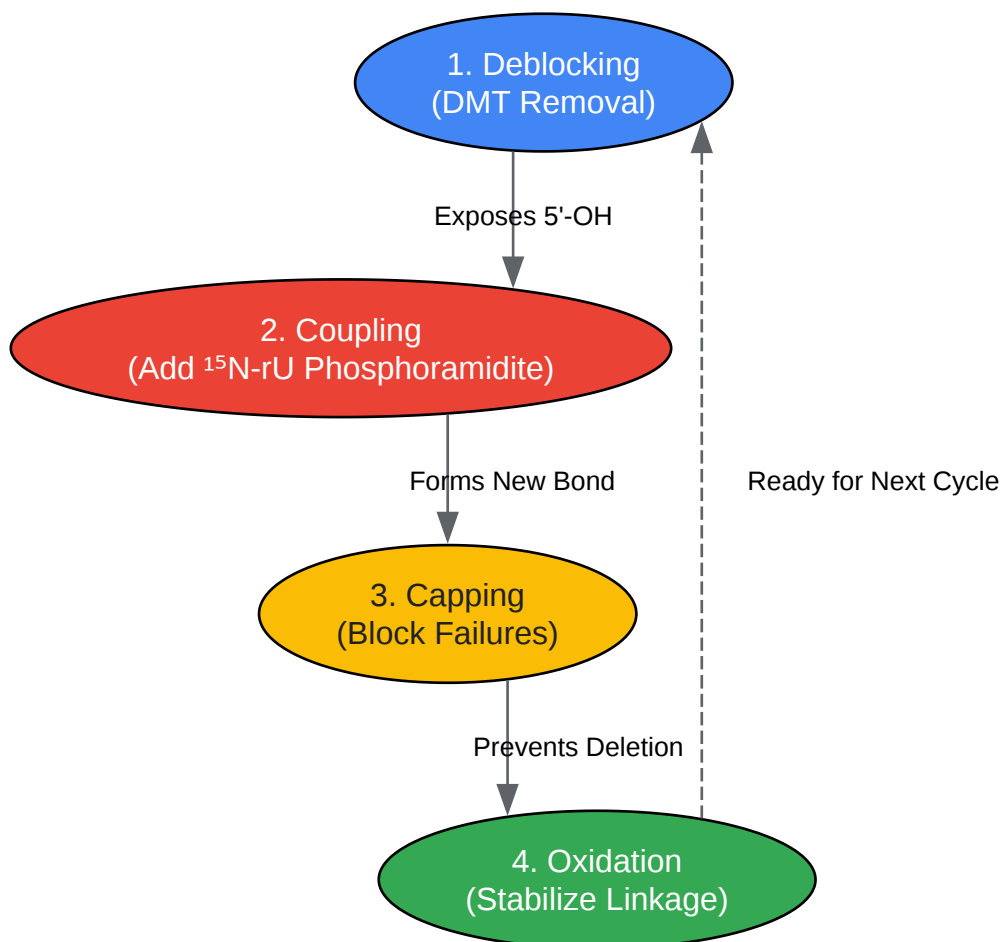 1. Deblocking
(DMT Removal)
Exposes 5'-OH
2. Coupling
(Add ¹⁵N-rU Phosphoramidite)
Forms New Bond
Ready for Next Cycle
3. Capping
(Block Failures)
Prevents Deletion
4. Oxidation
(Stabilize Linkage)